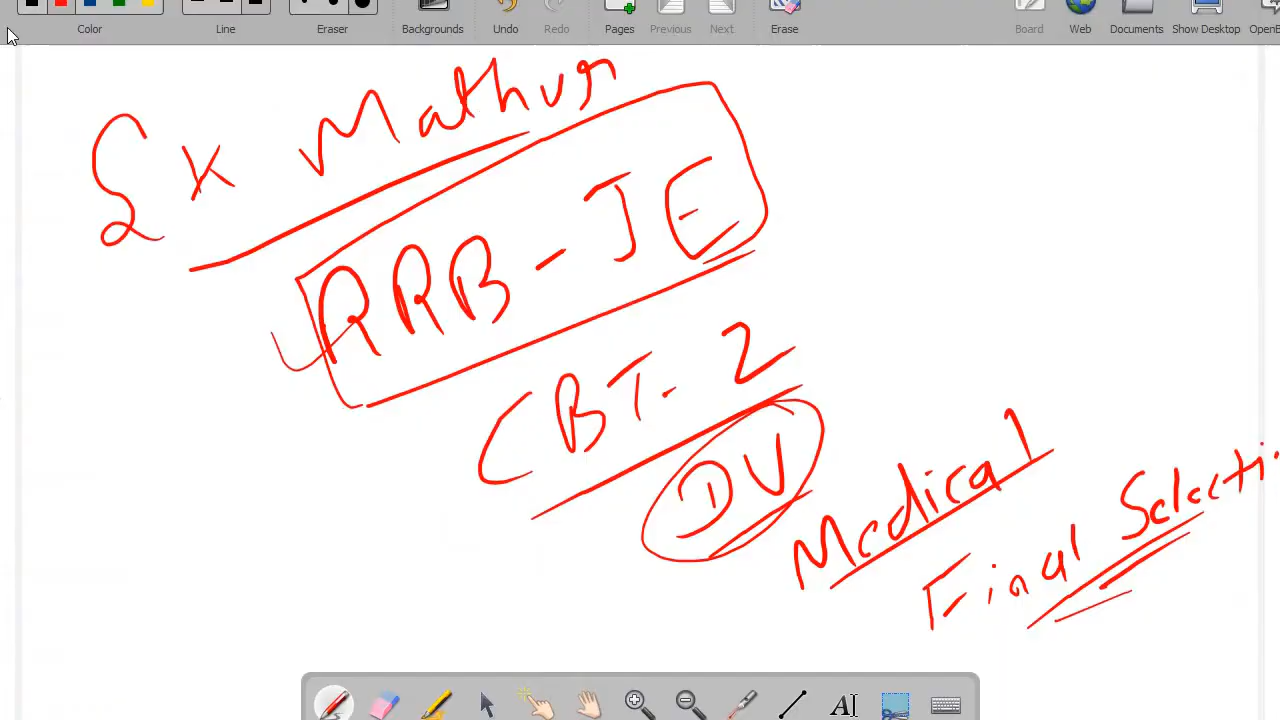 Color Line Eraser Backgrounds Undo Redo Pages Previous Next Erase Board Web Documents Show Desktop OpenB
Mathur
RRB-JE
CBT-2
DV
Medical
Final Selecti